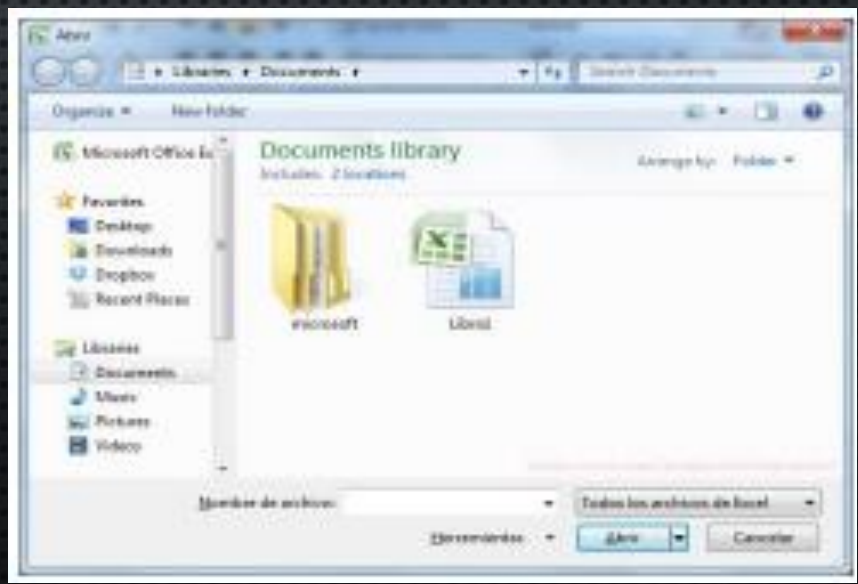 Abrir
Libraries Documents
Search Documents
Organize New folder
Microsoft Office
Documents library
Includes: 2 locations
Arrange by: Folder
Favorites
Desktop
Downloads
Dropbox
Recent Places
microsoft
Libro1
Libraries
Documents
Music
Pictures
Videos
Nombre de archivo:
Todos los archivos de Excel
Herramientas
Abrir
Cancelar